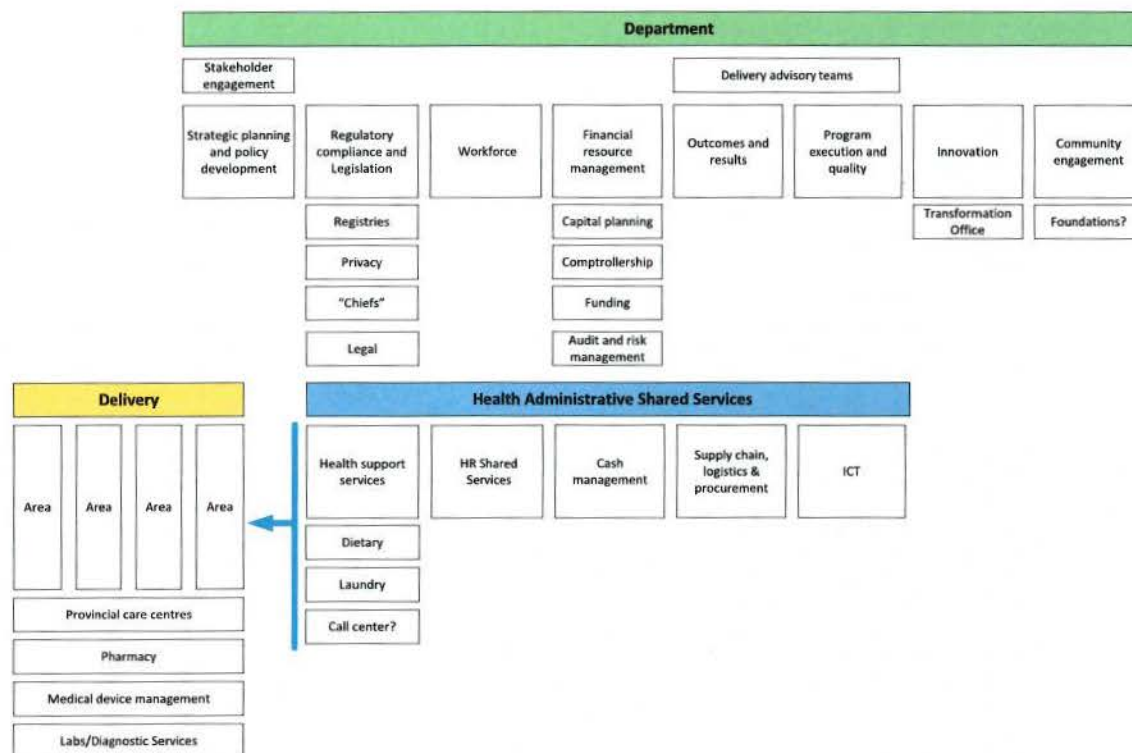 Department
Stakeholder
engagement
Delivery advisory teams
Strategic planning
and policy
development
Regulatory
compliance and
Legislation
Workforce
Financial
resource
management
Outcomes and
results
Program
execution and
quality
Innovation
Community
engagement
Registries
Capital planning
Transformation
Office
Foundations?
Privacy
Comptrollership
"Chiefs"
Funding
Legal
Audit and risk
management
Delivery
Health Administrative Shared Services
Area
Area
Area
Area
Health support
services
HR Shared
Services
Cash
management
Supply chain,
logistics &
procurement
ICT
Dietary
Laundry
Call center?
Provincial care centres
Pharmacy
Medical device management
Labs/Diagnostic Services